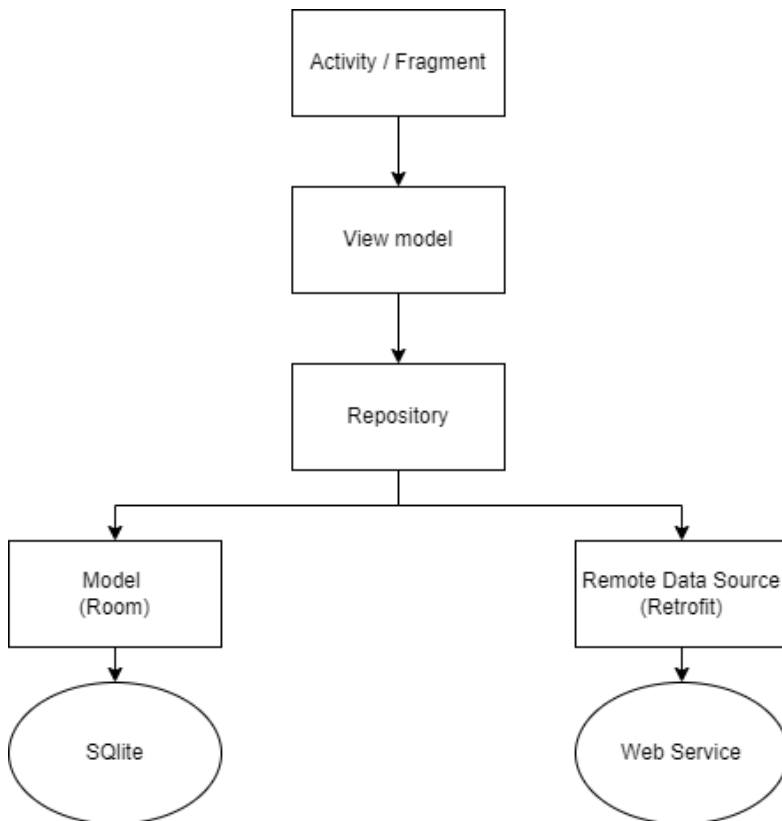 Activity / Fragment
View model
Repository
Model
(Room)
Remote Data Source
(Retrofit)
SQlite
Web Service